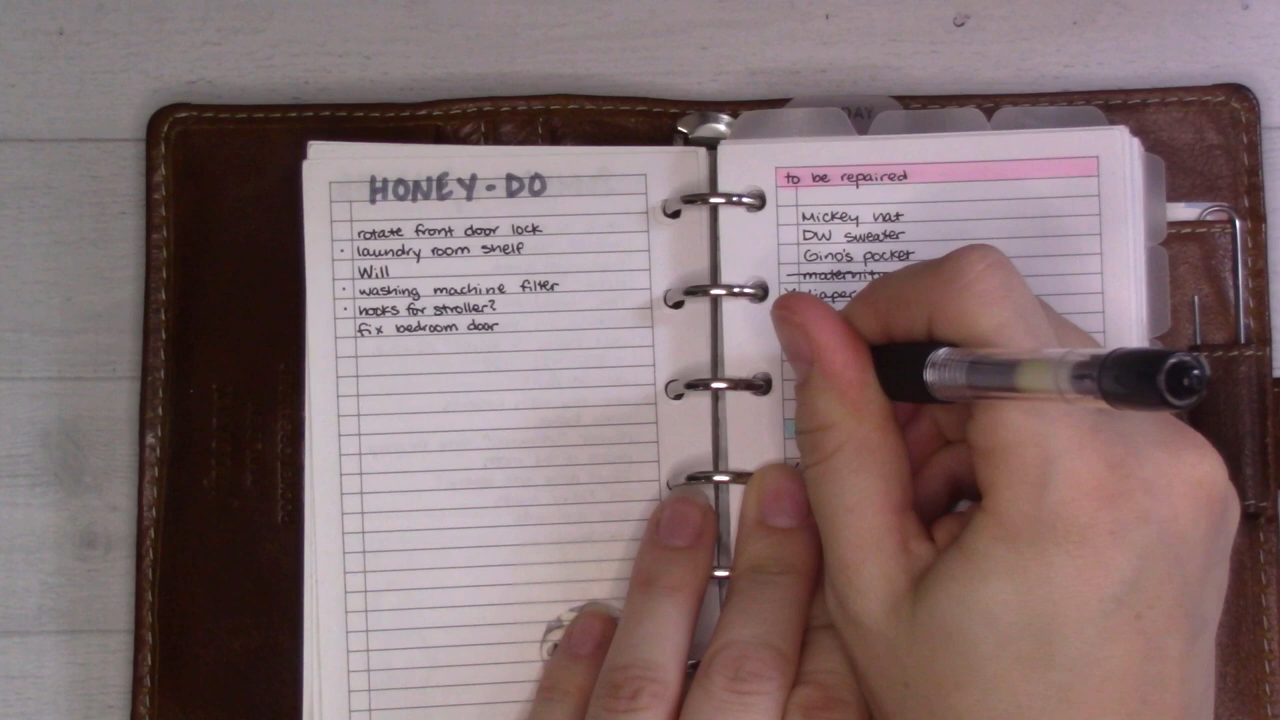 HONEY-DO
rotate front door lock
· laundry room shelf
Will
· washing machine filter
· hooks for stroller?
fix bedroom door
DAY
to be repaired
Mickey hat
DW sweater
Gino's pocket